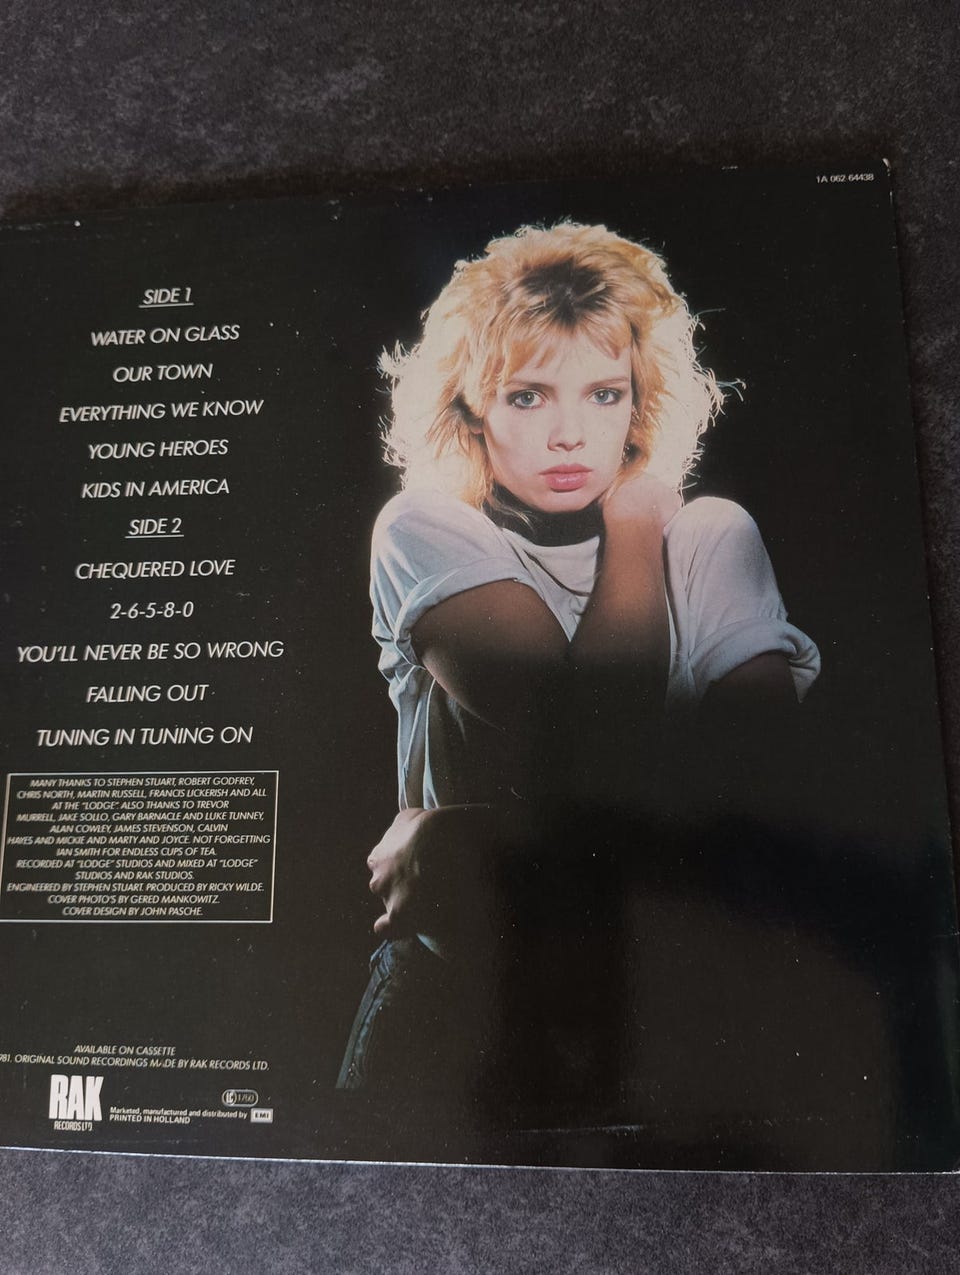 1A 062 64438
SIDE 1
WATER ON GLASS
OUR TOWN
EVERYTHING WE KNOW
YOUNG HEROES
KIDS IN AMERICA
SIDE 2
CHEQUERED LOVE
2-6-5-8-0
YOU'LL NEVER BE SO WRONG
FALLING OUT
TUNING IN TUNING ON
MANY THANKS TO STEPHEN STUART, ROBERT GODFREY,
CHRIS NORTH, MARTIN RUSSELL, FRANCIS LICKERISH AND ALL
AT THE "LODGE". ALSO THANKS TO TREVOR
MURRELL, JAKE SOLLO, GARY BARNACLE AND LUKE TUNNEY,
ALAN COWLEY, JAMES STEVENSON, CALVIN
HAYES AND MICKIE AND MARTY AND JOYCE. NOT FORGETTING
IAN SMITH FOR ENDLESS CUPS OF TEA.
RECORDED AT "LODGE" STUDIOS AND MIXED AT "LODGE"
STUDIOS AND RAK STUDIOS.
ENGINEERED BY STEPHEN STUART. PRODUCED BY RICKY WILDE.
COVER PHOTO'S BY GERED MANKOWITZ.
COVER DESIGN BY JOHN PASCHE.
AVAILABLE ON CASSETTE
981. ORIGINAL SOUND RECORDINGS MADE BY RAK RECORDS LTD.
RAK
RECORDS LTD.
Marketed, manufactured and distributed by EMI
PRINTED IN HOLLAND